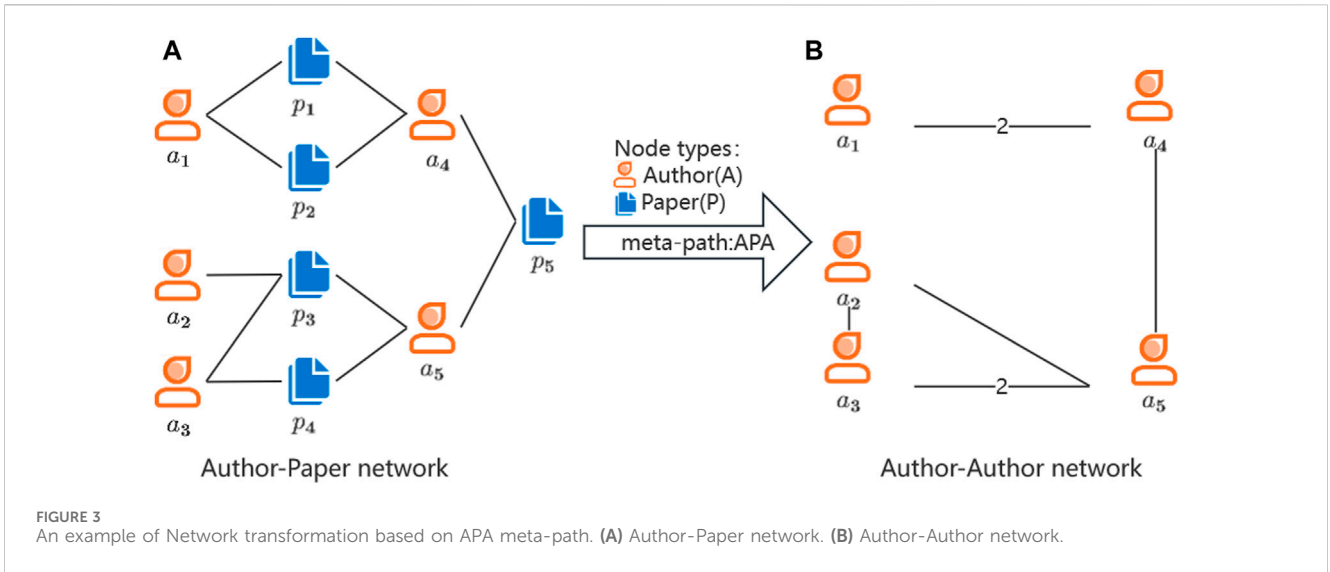 A
B
p1
a1
a4
p2
a2
p3
a3
p4
a5
p5
Author-Paper network
Node types:
Author(A)
Paper(P)
meta-path:APA
a1
2
a4
a2
a3
2
a5
Author-Author network
FIGURE 3
An example of Network transformation based on APA meta-path. (A) Author-Paper network. (B) Author-Author network.